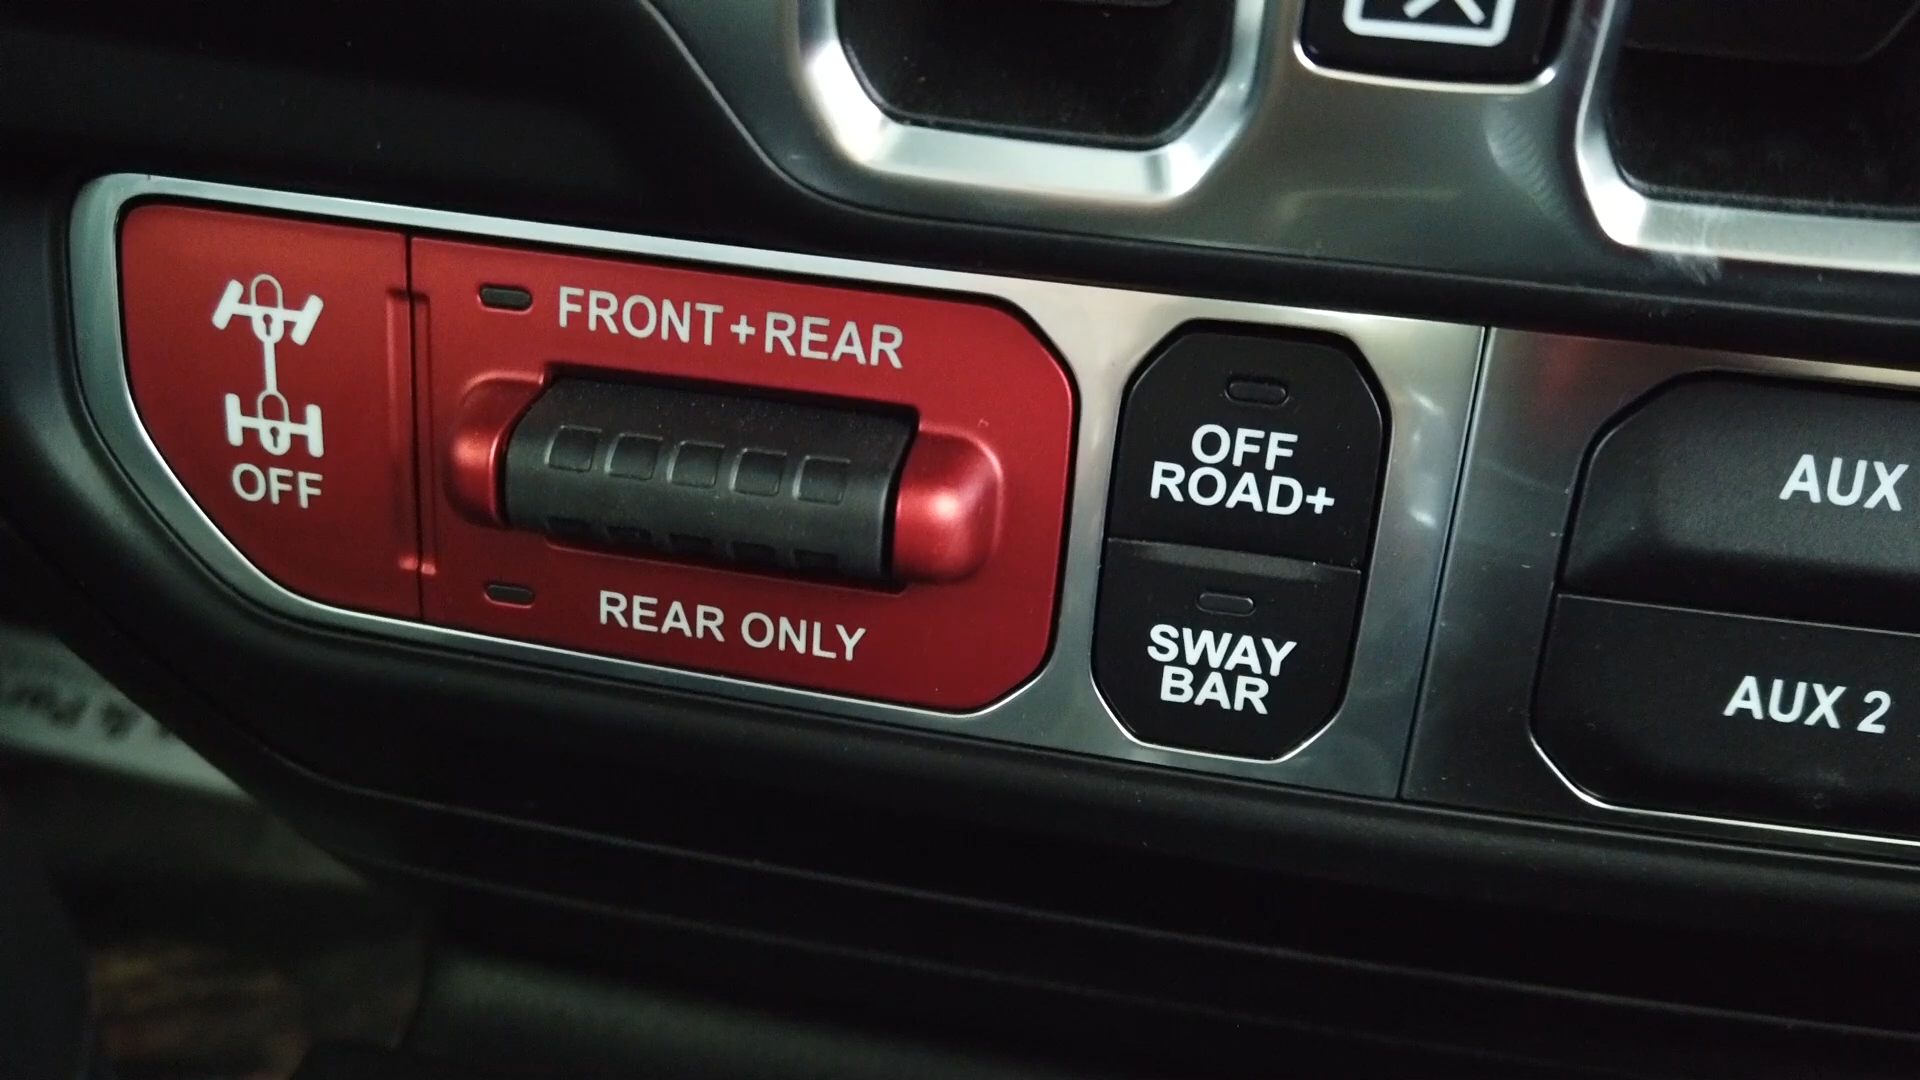 FRONT+REAR
OFF
REAR ONLY
OFF
ROAD+
SWAY
BAR
AUX
AUX 2